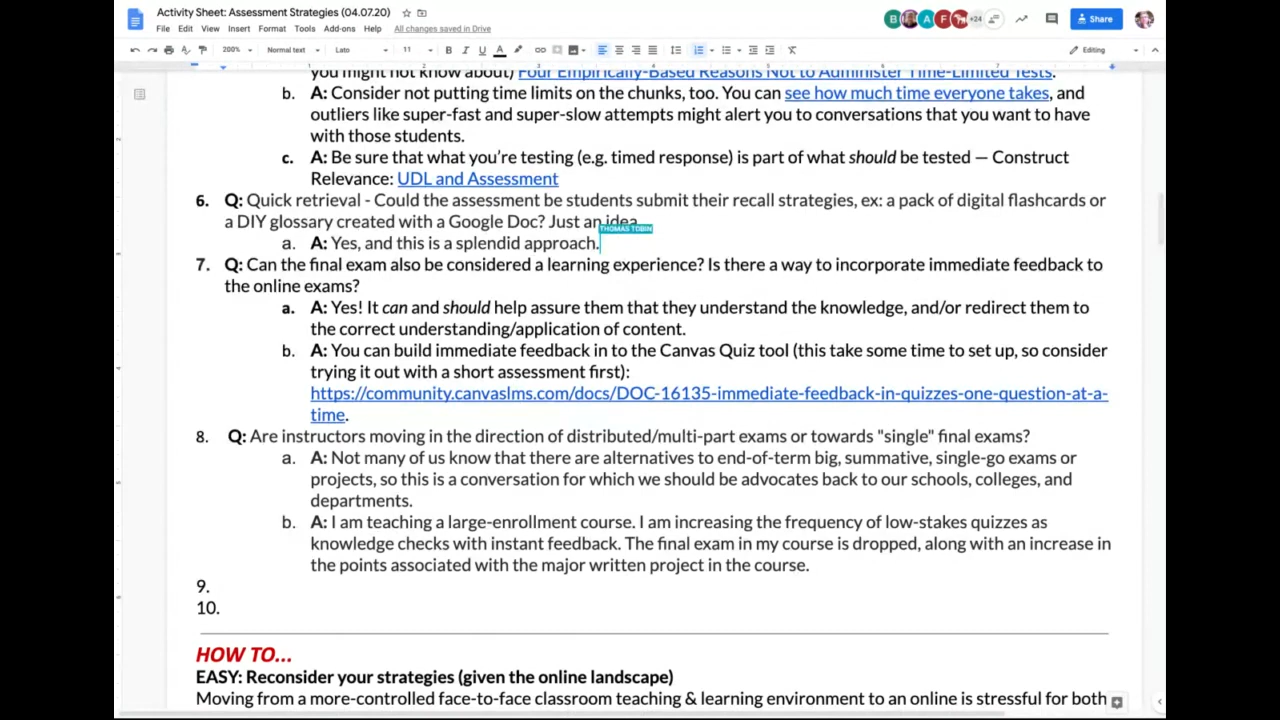 Activity Sheet: Assessment Strategies (04.07.20)
B A F +24 Share
File Edit View Insert Format Tools Add-ons Help All changes saved in Drive
200% Normal text Lato 11 B I U A Editing
1 2 3 4 5 6 7
you might not know about) Four Empirically-Based Reasons Not to Administer Time-Limited Tests.
b. A: Consider not putting time limits on the chunks, too. You can see how much time everyone takes, and
outliers like super-fast and super-slow attempts might alert you to conversations that you want to have
with those students.
c. A: Be sure that what you're testing (e.g. timed response) is part of what should be tested — Construct
Relevance: UDL and Assessment
6. Q: Quick retrieval - Could the assessment be students submit their recall strategies, ex: a pack of digital flashcards or
a DIY glossary created with a Google Doc? Just an idea
THOMAS TOBIN
a. A: Yes, and this is a splendid approach.
7. Q: Can the final exam also be considered a learning experience? Is there a way to incorporate immediate feedback to
the online exams?
a. A: Yes! It can and should help assure them that they understand the knowledge, and/or redirect them to
the correct understanding/application of content.
b. A: You can build immediate feedback in to the Canvas Quiz tool (this take some time to set up, so consider
trying it out with a short assessment first):
https://community.canvaslms.com/docs/DOC-16135-immediate-feedback-in-quizzes-one-question-at-a-
time.
8. Q: Are instructors moving in the direction of distributed/multi-part exams or towards "single" final exams?
a. A: Not many of us know that there are alternatives to end-of-term big, summative, single-go exams or
projects, so this is a conversation for which we should be advocates back to our schools, colleges, and
departments.
b. A: I am teaching a large-enrollment course. I am increasing the frequency of low-stakes quizzes as
knowledge checks with instant feedback. The final exam in my course is dropped, along with an increase in
the points associated with the major written project in the course.
9.
10.
HOW TO...
EASY: Reconsider your strategies (given the online landscape)
Moving from a more-controlled face-to-face classroom teaching & learning environment to an online is stressful for both